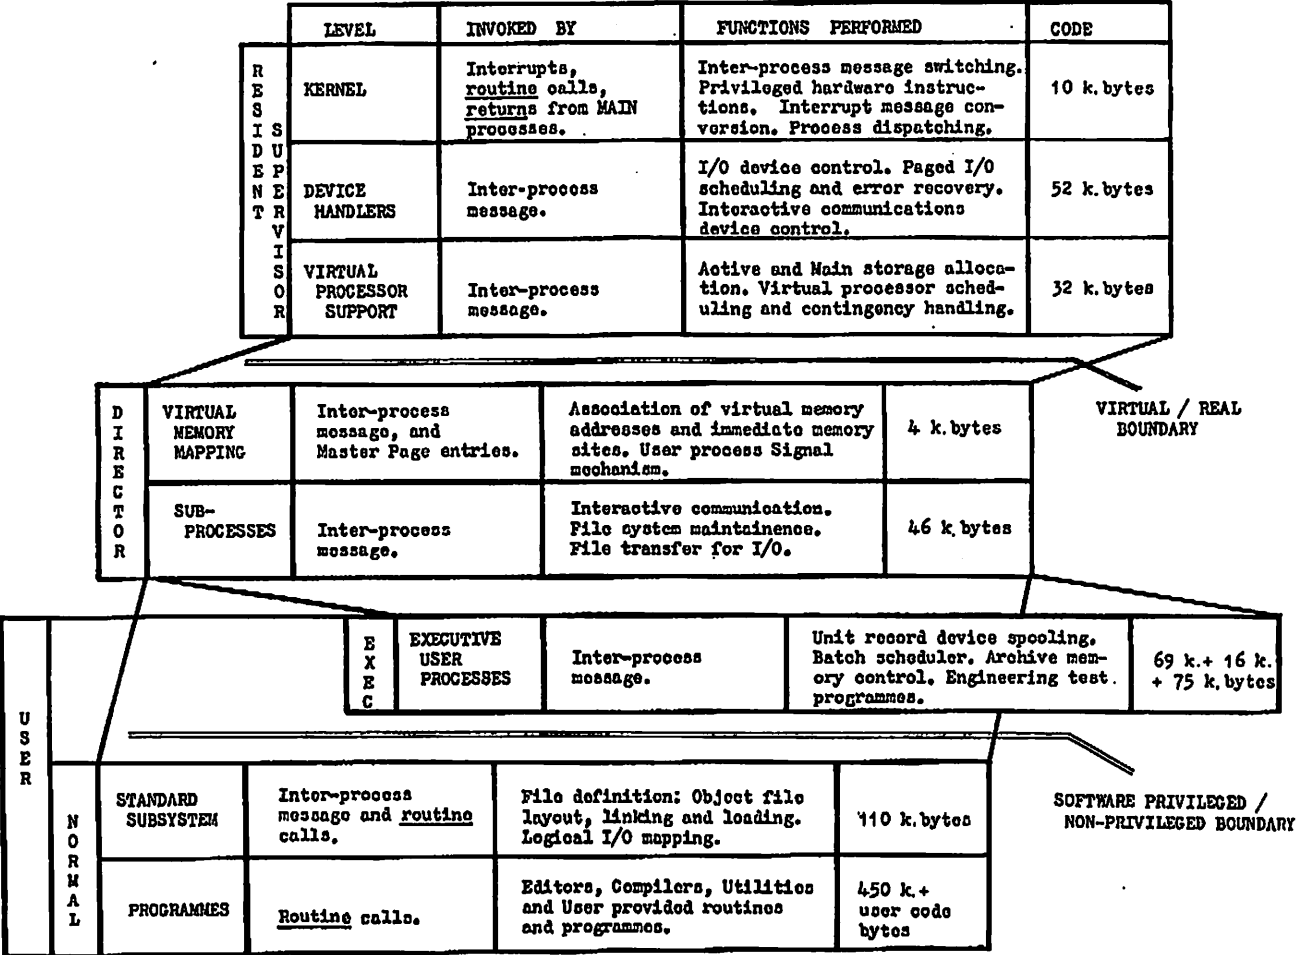 LEVEL INVOKED BY FUNCTIONS PERFORMED CODE
RESIDENT
SUPERVISOR
KERNEL
Interrupts,
routine calls,
returns from MAIN
processes.
Inter-process message switching.
Privileged hardware instruc-
tions. Interrupt message con-
version. Process dispatching.
10 k.bytes
DEVICE
HANDLERS
Inter-process
message.
I/O device control. Paged I/O
scheduling and error recovery.
Interactive communications
device control.
52 k.bytes
VIRTUAL
PROCESSOR
SUPPORT
Inter-process
message.
Active and Main storage alloca-
tion. Virtual processor sched-
uling and contingency handling.
32 k.bytes
VIRTUAL / REAL
BOUNDARY
DIRECTOR
VIRTUAL
MEMORY
MAPPING
Inter-process
message, and
Master Page entries.
Association of virtual memory
addresses and immediate memory
sites. User process Signal
mechanism.
4 k.bytes
SUB-
PROCESSES
Inter-process
message.
Interactive communication.
File system maintainence.
File transfer for I/O.
46 k.bytes
USER
EXEC
EXECUTIVE
USER
PROCESSES
Inter-process
message.
Unit record device spooling.
Batch scheduler. Archive mem-
ory control. Engineering test
programmes.
69 k.+ 16 k.
+ 75 k.bytes
SOFTWARE PRIVILEGED /
NON-PRIVILEGED BOUNDARY
NORMAL
STANDARD
SUBSYSTEM
Inter-process
message and routine
calls.
File definition: Object file
layout, linking and loading.
Logical I/O mapping.
110 k.bytes
PROGRAMMES
Routine calls.
Editors, Compilers, Utilities
and User provided routines
and programmes.
450 k.+
user code
bytes